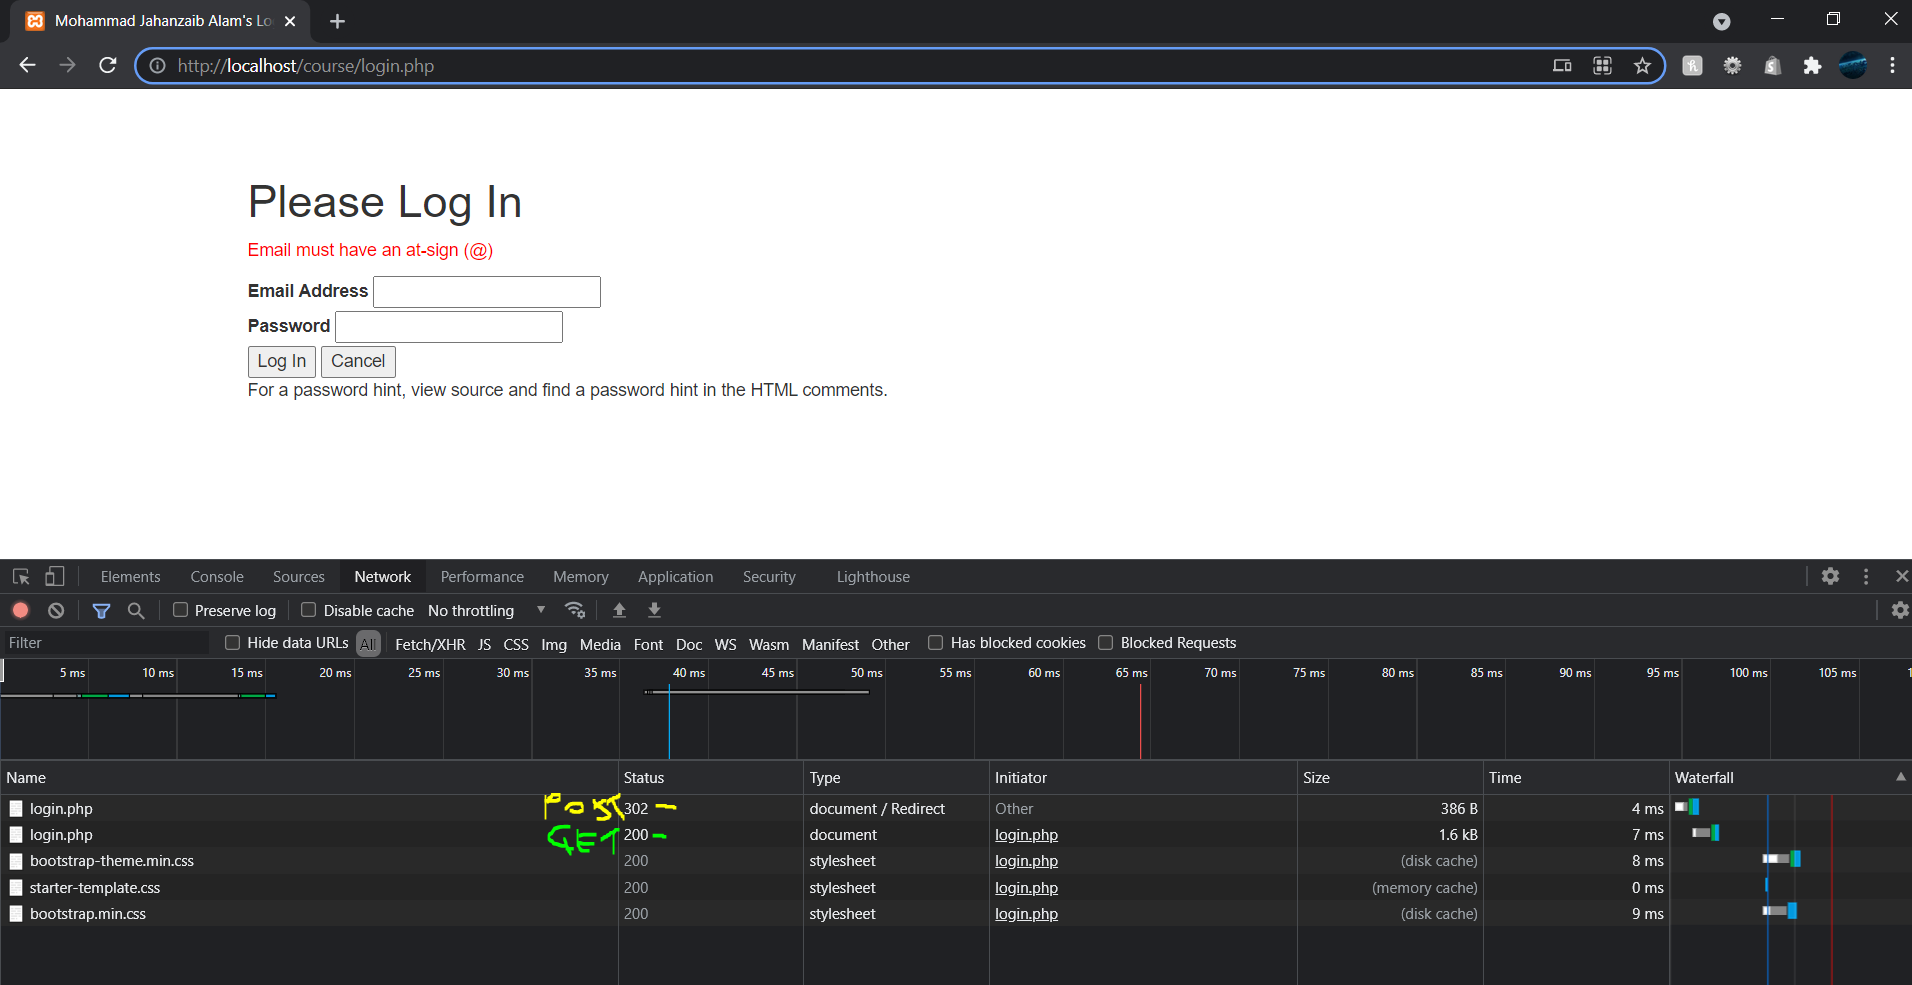 Mohammad Jahanzaib Alam's Lo
http://localhost/course/login.php
Please Log In
Email must have an at-sign (@)
Email Address
Password
Log In Cancel
For a password hint, view source and find a password hint in the HTML comments.
Elements Console Sources Network Performance Memory Application Security Lighthouse
Preserve log Disable cache No throttling
Filter Hide data URLs All Fetch/XHR JS CSS Img Media Font Doc WS Wasm Manifest Other Has blocked cookies Blocked Requests
5 ms 10 ms 15 ms 20 ms 25 ms 30 ms 35 ms 40 ms 45 ms 50 ms 55 ms 60 ms 65 ms 70 ms 75 ms 80 ms 85 ms 90 ms 95 ms 100 ms 105 ms 1
Name Status Type Initiator Size Time Waterfall
login.php POST 302 document / Redirect Other 386 B 4 ms
login.php GET 200 document login.php 1.6 kB 7 ms
bootstrap-theme.min.css 200 stylesheet login.php (disk cache) 8 ms
starter-template.css 200 stylesheet login.php (memory cache) 0 ms
bootstrap.min.css 200 stylesheet login.php (disk cache) 9 ms